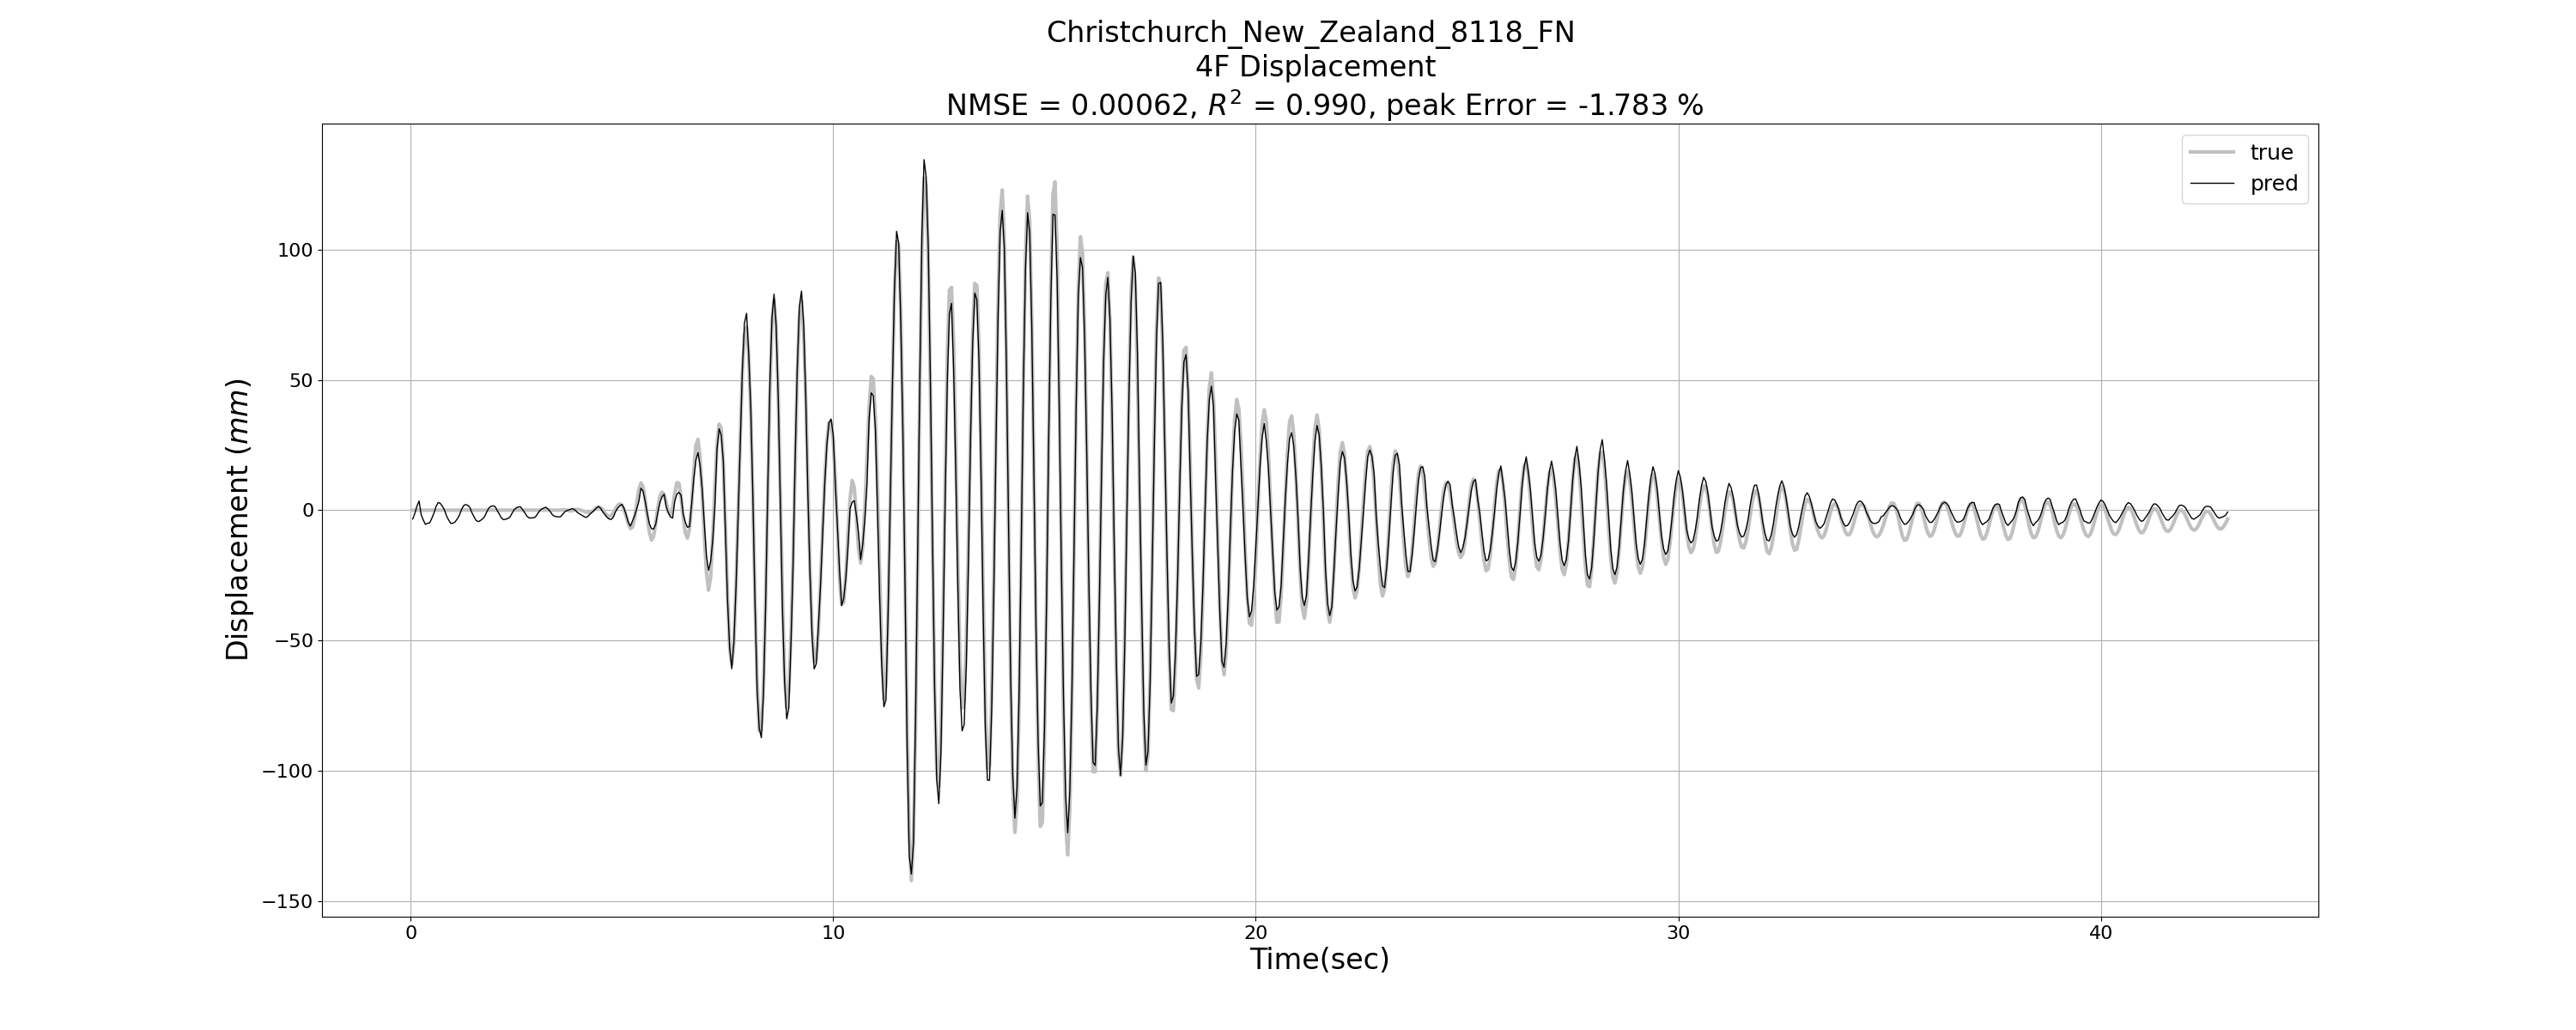 Christchurch_New_Zealand_8118_FN
4F Displacement
NMSE = 0.00062, R² = 0.990, peak Error = -1.783 %
true
pred
Displacement (mm)
100
50
0
−50
−100
−150
0
10
20
30
40
Time(sec)